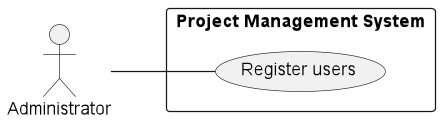 Project Management System
Register users
Administrator